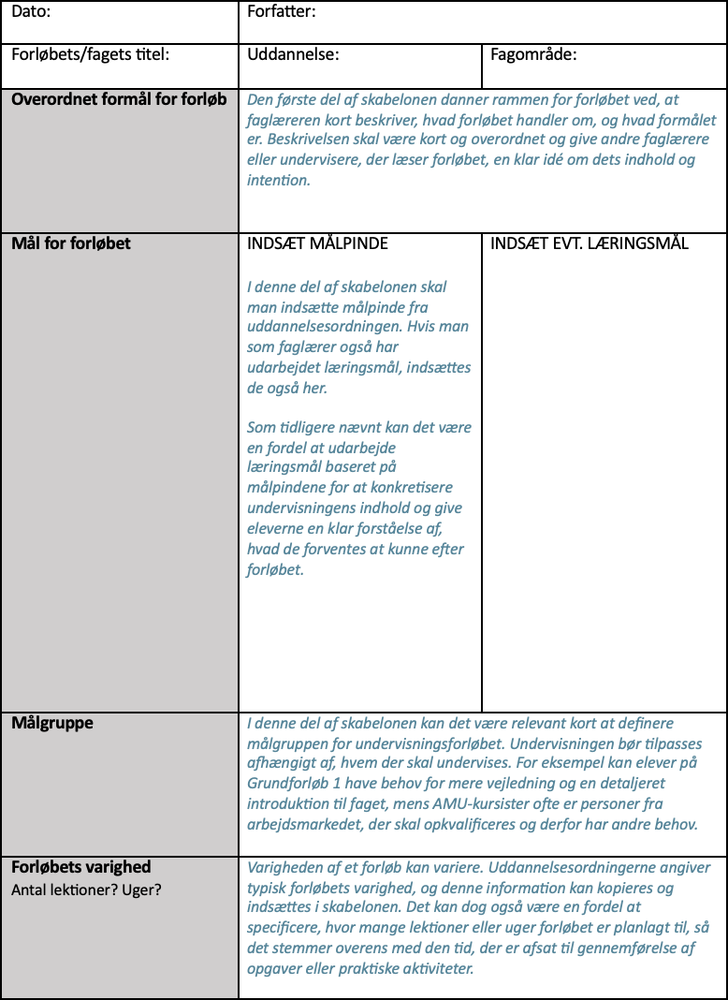 Dato:
Forfatter:
Forløbets/fagets titel:
Uddannelse:
Fagområde:
Overordnet formål for forløb
Den første del af skabelonen danner rammen for forløbet ved, at
faglæreren kort beskriver, hvad forløbet handler om, og hvad formålet
er. Beskrivelsen skal være kort og overordnet og give andre faglærere
eller undervisere, der læser forløbet, en klar idé om dets indhold og
intention.
Mål for forløbet
INDSÆT MÅLPINDE
I denne del af skabelonen skal
man indsætte målpinde fra
uddannelsesordningen. Hvis man
som faglærer også har
udarbejdet læringsmål, indsættes
de også her.
Som tidligere nævnt kan det være
en fordel at udarbejde
læringsmål baseret på
målpindene for at konkretisere
undervisningens indhold og give
eleverne en klar forståelse af,
hvad de forventes at kunne efter
forløbet.
INDSÆT EVT. LÆRINGSMÅL
Målgruppe
I denne del af skabelonen kan det være relevant kort at definere
målgruppen for undervisningsforløbet. Undervisningen bør tilpasses
afhængigt af, hvem der skal undervises. For eksempel kan elever på
Grundforløb 1 have behov for mere vejledning og en detaljeret
introduktion til faget, mens AMU-kursister ofte er personer fra
arbejdsmarkedet, der skal opkvalificeres og derfor har andre behov.
Forløbets varighed
Antal lektioner? Uger?
Varigheden af et forløb kan variere. Uddannelsesordningerne angiver
typisk forløbets varighed, og denne information kan kopieres og
indsættes i skabelonen. Det kan dog også være en fordel at
specificere, hvor mange lektioner eller uger forløbet er planlagt til, så
det stemmer overens med den tid, der er afsat til gennemførelse af
opgaver eller praktiske aktiviteter.